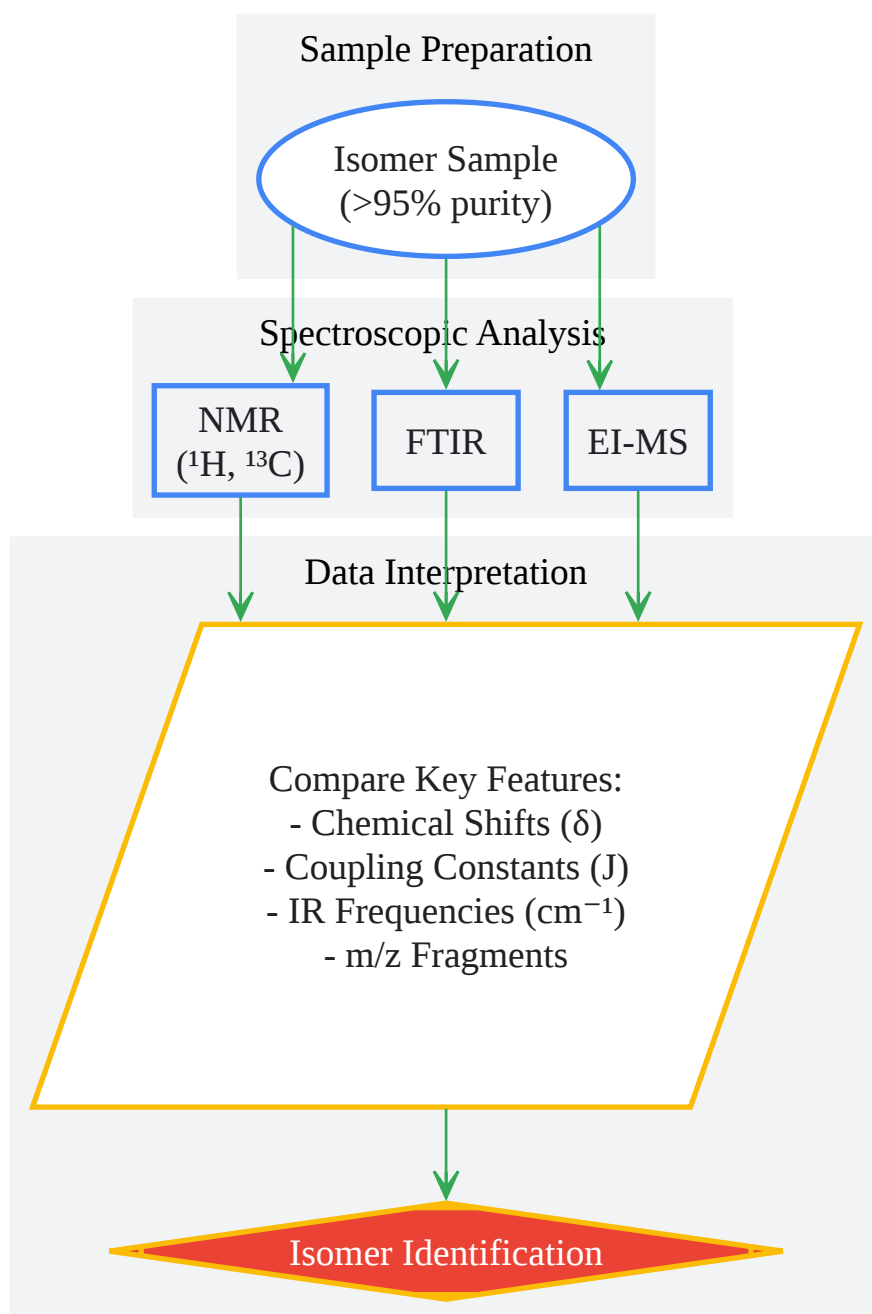 Sample Preparation
Isomer Sample
(>95% purity)
Spectroscopic Analysis
NMR
(¹H, ¹³C)
FTIR
EI-MS
Data Interpretation
Compare Key Features:
- Chemical Shifts (δ)
- Coupling Constants (J)
- IR Frequencies (cm⁻¹)
- m/z Fragments
Isomer Identification